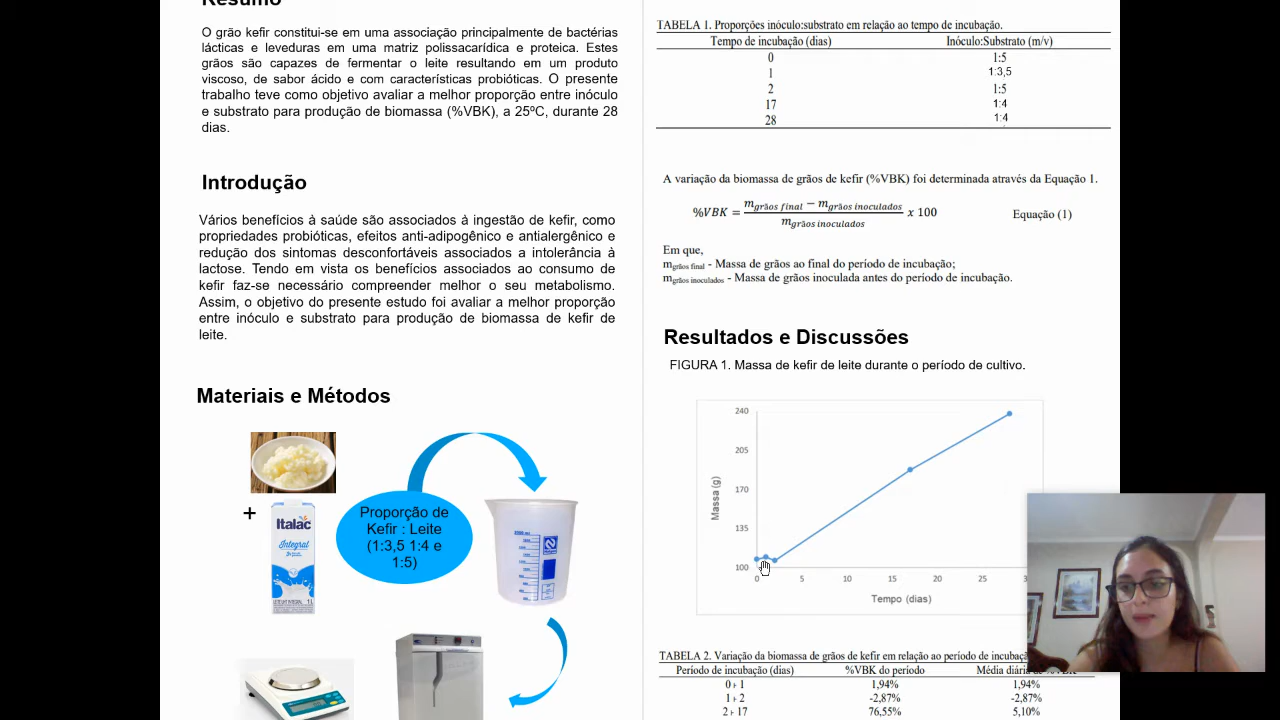 Resumo
O grão kefir constitui-se em uma associação principalmente de bactérias
lácticas e leveduras em uma matriz polissacarídica e proteica. Estes
grãos são capazes de fermentar o leite resultando em um produto
viscoso, de sabor ácido e com características probióticas. O presente
trabalho teve como objetivo avaliar a melhor proporção entre inóculo
e substrato para produção de biomassa (%VBK), a 25ºC, durante 28
dias.
Introdução
Vários benefícios à saúde são associados à ingestão de kefir, como
propriedades probióticas, efeitos anti-adipogênico e antialergênico e
redução dos sintomas desconfortáveis associados a intolerância à
lactose. Tendo em vista os benefícios associados ao consumo de
kefir faz-se necessário compreender melhor o seu metabolismo.
Assim, o objetivo do presente estudo foi avaliar a melhor proporção
entre inóculo e substrato para produção de biomassa de kefir de
leite.
Materiais e Métodos
+
Italac
Integral
Proporção de
Kefir : Leite
(1:3,5 1:4 e
1:5)
TABELA 1. Proporções inóculo:substrato em relação ao tempo de incubação.
Tempo de incubação (dias) Inóculo:Substrato (m/v)
0 1:5
1 1:3,5
2 1:5
17 1:4
28 1:4
A variação da biomassa de grãos de kefir (%VBK) foi determinada através da Equação 1.
%VBK = (m grãos final − m grãos inoculados) / m grãos inoculados x 100 Equação (1)
Em que,
m grãos final - Massa de grãos ao final do período de incubação;
m grãos inoculados - Massa de grãos inoculada antes do período de incubação.
Resultados e Discussões
FIGURA 1. Massa de kefir de leite durante o período de cultivo.
240
205
170
135
100
Massa (g)
0 5 10 15 20 25
Tempo (dias)
TABELA 2. Variação da biomassa de grãos de kefir em relação ao período de incuba
Período de incubação (dias) %VBK do período Média diária
0 ⊦ 1 1,94% 1,94%
1 ⊦ 2 -2,87% -2,87%
2 ⊦ 17 76,55% 5,10%